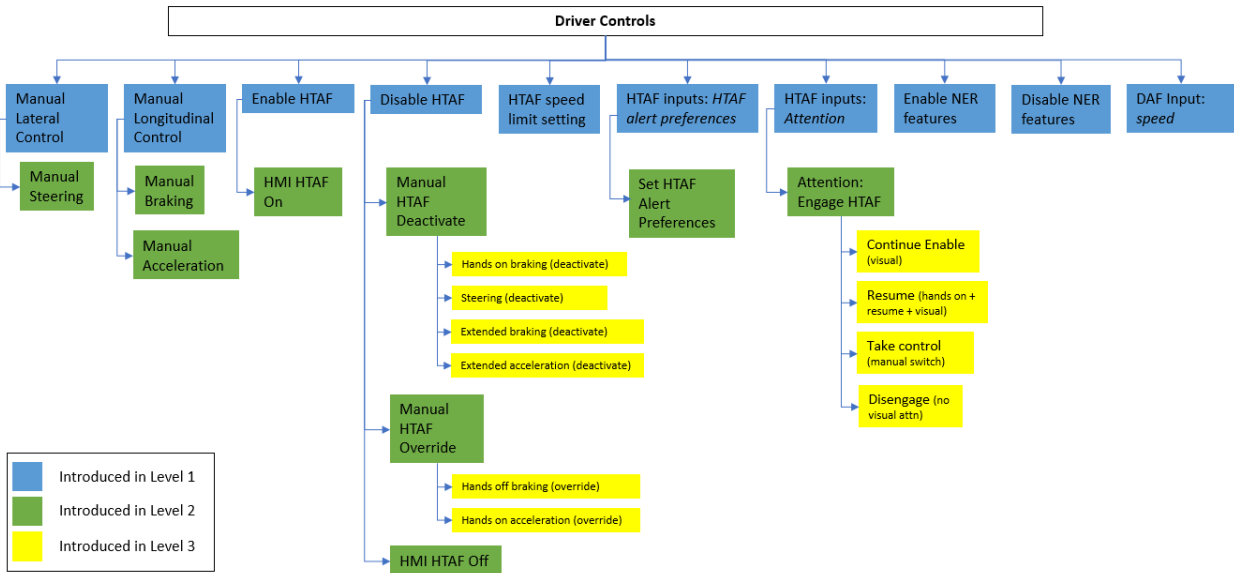 Driver Controls
Manual
Lateral
Control
Manual
Longitudinal
Control
Enable HTAF
Disable HTAF
HTAF speed
limit setting
HTAF inputs: HTAF
alert preferences
HTAF inputs:
Attention
Enable NER
features
Disable NER
features
DAF Input:
speed
Manual
Steering
Manual
Braking
Manual
Acceleration
HMI HTAF
On
Manual
HTAF
Deactivate
Hands on braking (deactivate)
Steering (deactivate)
Extended braking (deactivate)
Extended acceleration (deactivate)
Manual
HTAF
Override
Hands off braking (override)
Hands on acceleration (override)
HMI HTAF Off
Set HTAF
Alert
Preferences
Attention:
Engage HTAF
Continue Enable
(visual)
Resume (hands on +
resume + visual)
Take control
(manual switch)
Disengage (no
visual attn)
Introduced in Level 1
Introduced in Level 2
Introduced in Level 3